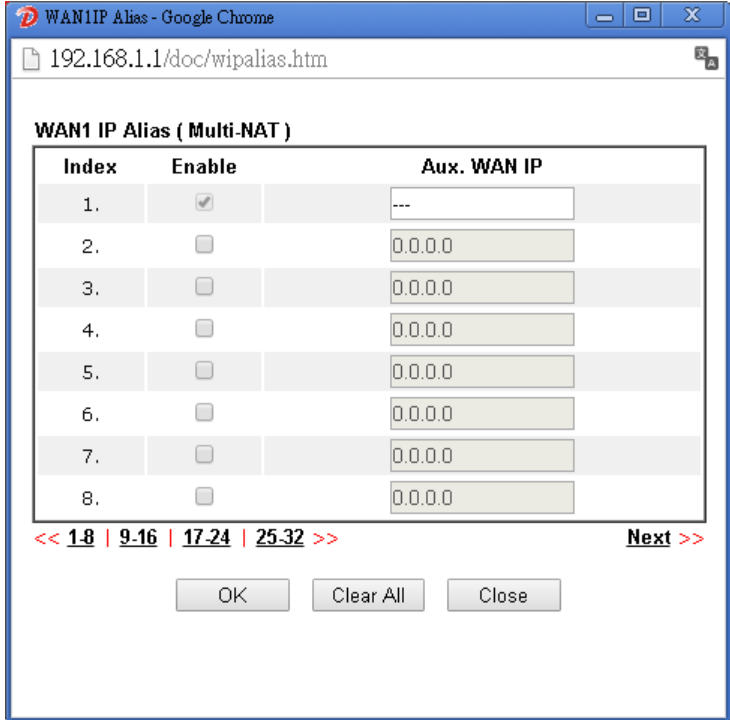 WAN1IP Alias - Google Chrome
192.168.1.1/doc/wipalias.htm
WAN1 IP Alias ( Multi-NAT )
Index Enable Aux. WAN IP
1. ---
2. 0.0.0.0
3. 0.0.0.0
4. 0.0.0.0
5. 0.0.0.0
6. 0.0.0.0
7. 0.0.0.0
8. 0.0.0.0
<< 1-8 | 9-16 | 17-24 | 25-32 >> Next >>
OK Clear All Close